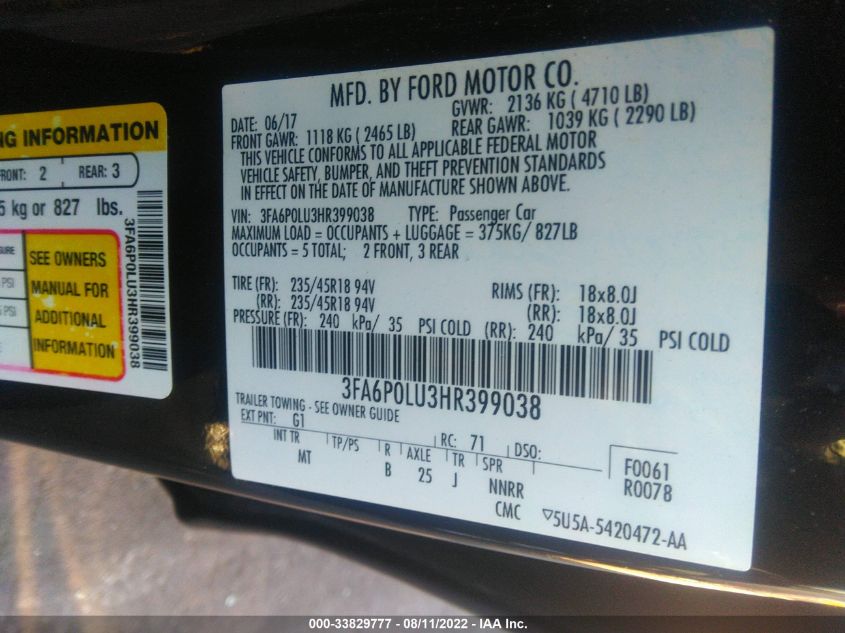 NG INFORMATION
FRONT: 2 REAR: 3
5 kg or 827 lbs.
SEE OWNERS
MANUAL FOR
ADDITIONAL
INFORMATION
PSI
PSI
3FA6P0LU3HR399038
MFD. BY FORD MOTOR CO.
DATE: 06/17 GVWR: 2136 KG ( 4710 LB)
FRONT GAWR: 1118 KG ( 2465 LB) REAR GAWR: 1039 KG ( 2290 LB)
THIS VEHICLE CONFORMS TO ALL APPLICABLE FEDERAL MOTOR
VEHICLE SAFETY, BUMPER, AND THEFT PREVENTION STANDARDS
IN EFFECT ON THE DATE OF MANUFACTURE SHOWN ABOVE.
VIN: 3FA6P0LU3HR399038 TYPE: Passenger Car
MAXIMUM LOAD = OCCUPANTS + LUGGAGE = 375KG/ 827LB
OCCUPANTS = 5 TOTAL; 2 FRONT, 3 REAR
TIRE (FR): 235/45R18 94V RIMS (FR): 18x8.0J
(RR): 235/45R18 94V (RR): 18x8.0J
PRESSURE (FR): 240 kPa/ 35 PSI COLD (RR): 240 kPa/ 35 PSI COLD
3FA6P0LU3HR399038
TRAILER TOWING - SEE OWNER GUIDE
EXT PNT: G1 RC: 71 DSO:
INT TR TP/PS R AXLE TR SPR F0061
MT B 25 J NNRR R0078
CMC ▽5U5A-5420472-AA
000-33829777 - 08/11/2022 - IAA Inc.